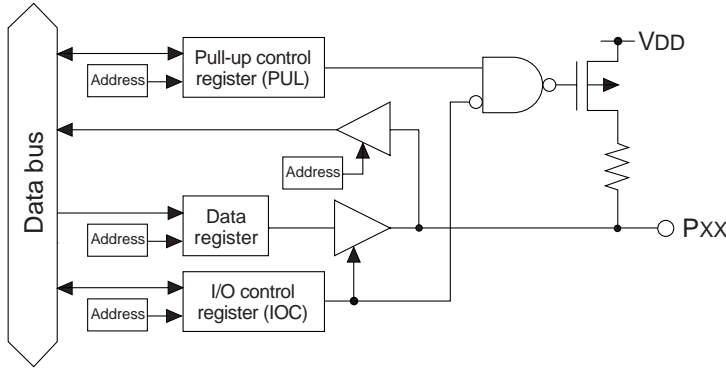 Data bus
Address
Pull-up control
register (PUL)
VDD
Address
Address
Data
register
PXX
Address
I/O control
register (IOC)